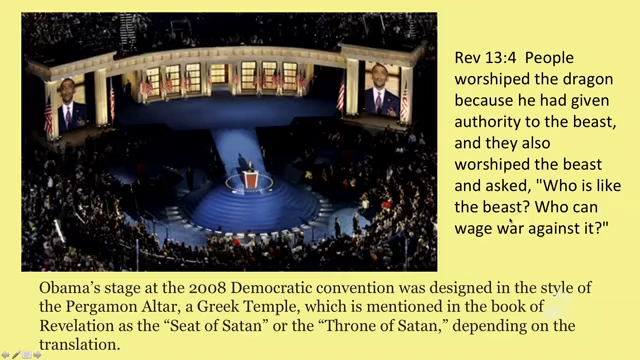 Rev 13:4  People
worshiped the dragon
because he had given
authority to the beast,
and they also
worshiped the beast
and asked, "Who is like
the beast? Who can
wage war against it?"
Obama’s stage at the 2008 Democratic convention was designed in the style of
the Pergamon Altar, a Greek Temple, which is mentioned in the book of
Revelation as the “Seat of Satan” or the “Throne of Satan,” depending on the
translation.